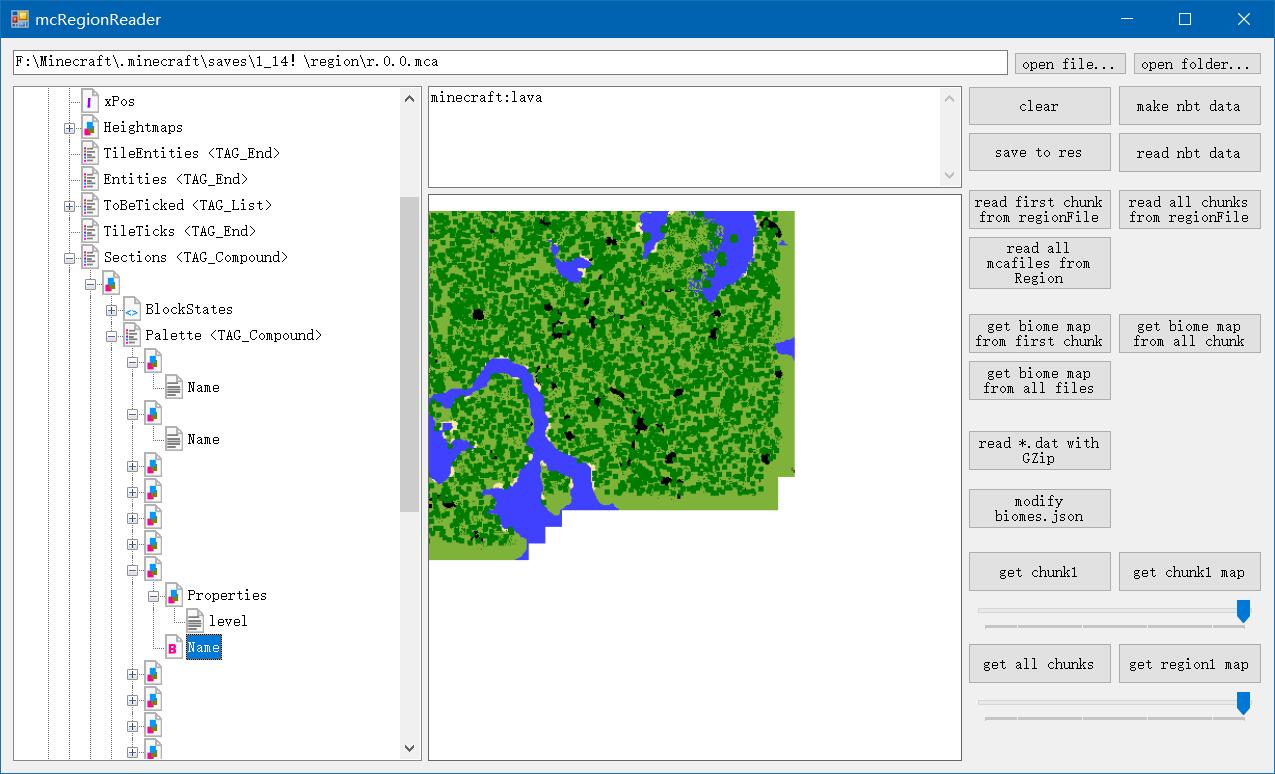 mcRegionReader
F:\Minecraft\.minecraft\saves\1_14! \region\r.0.0.mca
open file...
open folder...
xPos
Heightmaps
TileEntities <TAG_End>
Entities <TAG_End>
ToBeTicked <TAG_List>
TileTicks <TAG_End>
Sections <TAG_Compound>
BlockStates
Palette <TAG_Compound>
Name
Name
Properties
level
Name
minecraft:lava
clear
make nbt data
save to res
read nbt data
read first chunk
from regionFile
read all chunks
from regionFile
read all
mcafiles from
Region
get biome map
from first chunk
get biome map
from all chunk
get biome map
from all files
read *.dat with
GZip
modify
biomes.json
get chunk1
get chunk1 map
get all chunks
get region1 map